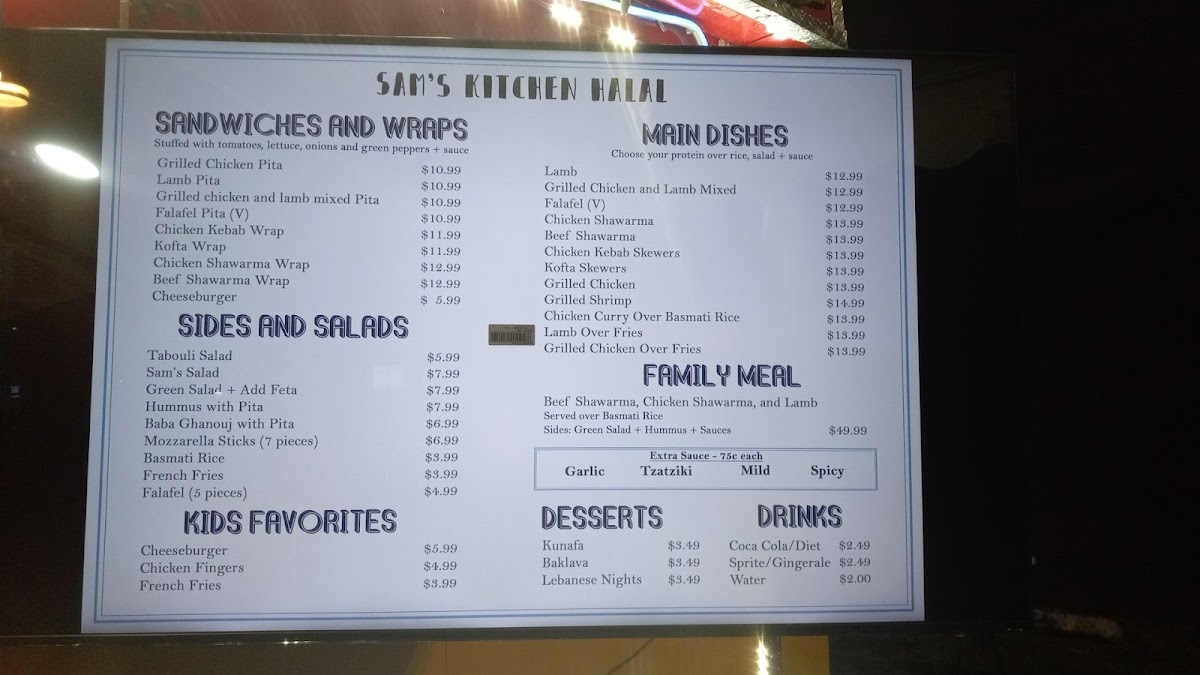 SAM'S KITCHEN HALAL
SANDWICHES AND WRAPS
Stuffed with tomatoes, lettuce, onions and green peppers + sauce
Grilled Chicken Pita $10.99
Lamb Pita $10.99
Grilled chicken and lamb mixed Pita $10.99
Falafel Pita (V) $10.99
Chicken Kebab Wrap $11.99
Kofta Wrap $11.99
Chicken Shawarma Wrap $12.99
Beef Shawarma Wrap $12.99
Cheeseburger $ 5.99
SIDES AND SALADS
Tabouli Salad $5.99
Sam's Salad $7.99
Green Salad + Add Feta $7.99
Hummus with Pita $7.99
Baba Ghanouj with Pita $6.99
Mozzarella Sticks (7 pieces) $6.99
Basmati Rice $3.99
French Fries $3.99
Falafel (5 pieces) $4.99
KIDS FAVORITES
Cheeseburger $5.99
Chicken Fingers $4.99
French Fries $3.99
MAIN DISHES
Choose your protein over rice, salad + sauce
Lamb $12.99
Grilled Chicken and Lamb Mixed $12.99
Falafel (V) $12.99
Chicken Shawarma $13.99
Beef Shawarma $13.99
Chicken Kebab Skewers $13.99
Kofta Skewers $13.99
Grilled Chicken $13.99
Grilled Shrimp $14.99
Chicken Curry Over Basmati Rice $13.99
Lamb Over Fries $13.99
Grilled Chicken Over Fries $13.99
FAMILY MEAL
Beef Shawarma, Chicken Shawarma, and Lamb
Served over Basmati Rice
Sides: Green Salad + Hummus + Sauces $49.99
Extra Sauce - 75c each
Garlic Tzatziki Mild Spicy
DESSERTS
Kunafa $3.49
Baklava $3.49
Lebanese Nights $3.49
DRINKS
Coca Cola/Diet $2.49
Sprite/Gingerale $2.49
Water $2.00